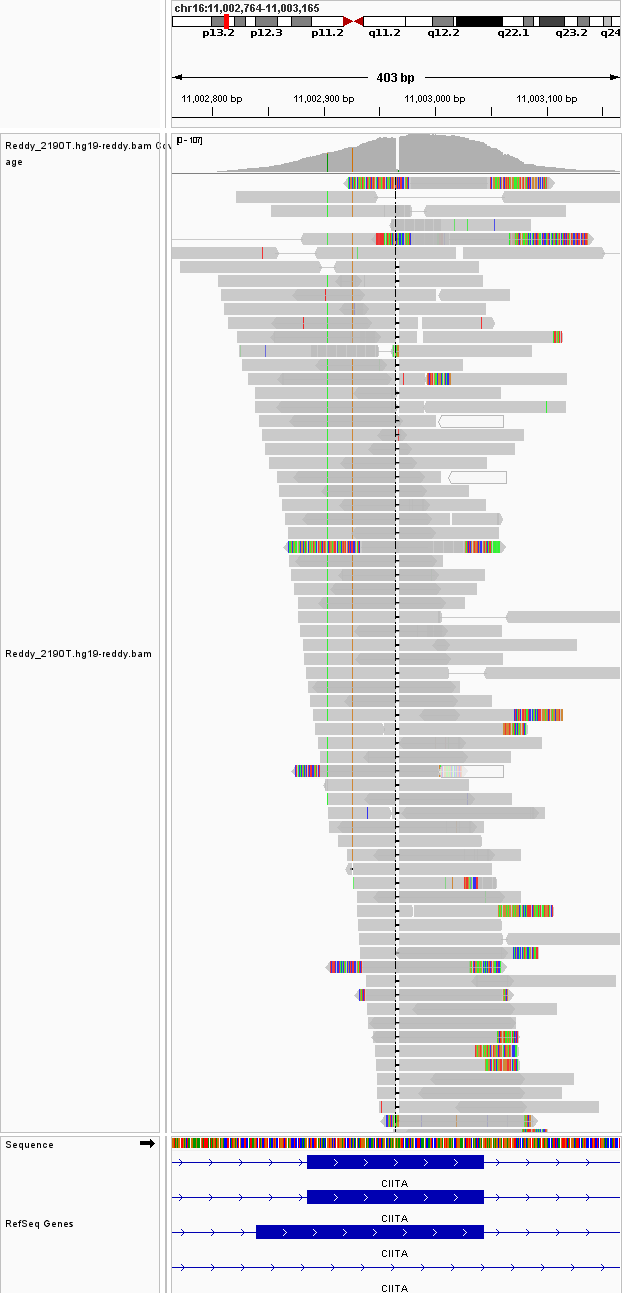 chr16:11,002,764-11,003,165
p13.2 p12.3 p11.2 q11.2 q12.2 q22.1 q23.2 q24
403 bp
11,002,800 bp 11,002,900 bp 11,003,000 bp 11,003,100 bp
[0 - 107]
Reddy_2190T.hg19-reddy.bam Cov
age
Reddy_2190T.hg19-reddy.bam
Sequence
CIITA
CIITA
RefSeq Genes
CIITA
CIITA